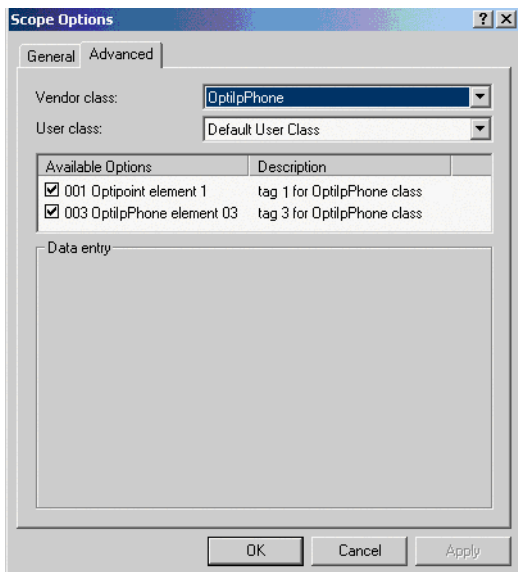 Scope Options
General Advanced
Vendor class: OptiIpPhone
User class: Default User Class
Available Options Description
001 Optipoint element 1 tag 1 for OptiIpPhone class
003 OptiIpPhone element 03 tag 3 for OptiIpPhone class
Data entry
OK Cancel Apply